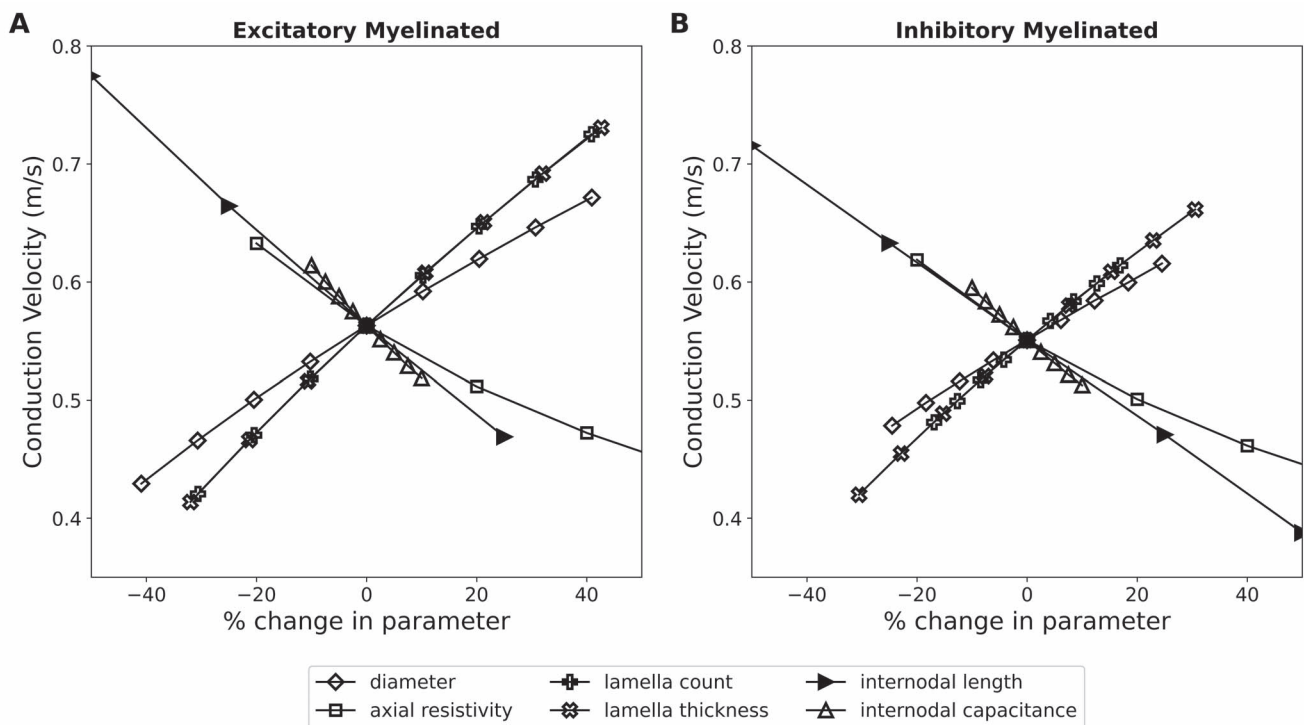 A
Excitatory Myelinated
0.8
0.7
0.6
0.5
0.4
Conduction Velocity (m/s)
−40 −20 0 20 40
% change in parameter
B
Inhibitory Myelinated
0.8
0.7
0.6
0.5
0.4
Conduction Velocity (m/s)
−40 −20 0 20 40
% change in parameter
diameter lamella count internodal length
axial resistivity lamella thickness internodal capacitance